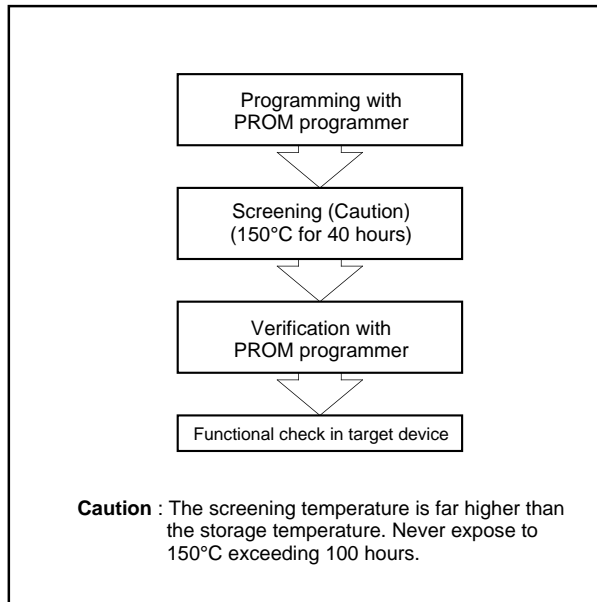 Programming with
PROM programmer
Screening (Caution)
(150°C for 40 hours)
Verification with
PROM programmer
Functional check in target device
Caution : The screening temperature is far higher than
the storage temperature. Never expose to
150°C exceeding 100 hours.